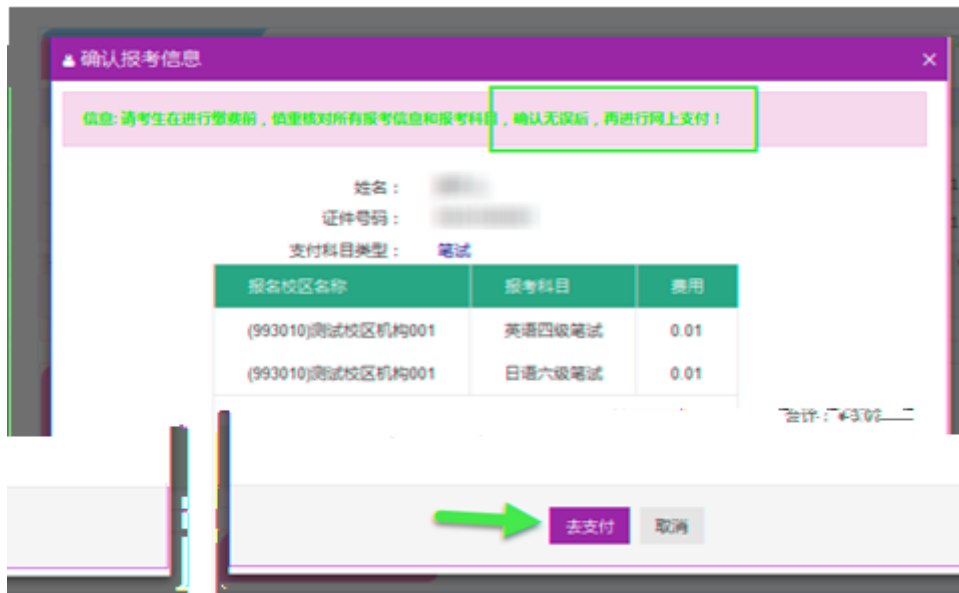 确认报考信息 ×
信息: 请考生在进行缴费前，慎重核对所有报考信息和报考科目，确认无误后，再进行网上支付！
姓名：
证件号码：
支付科目类型： 笔试
报名校区名称 报考科目 费用
(993010)测试校区机构001 英语四级笔试 0.01
(993010)测试校区机构001 日语六级笔试 0.01
合计：
去支付 取消